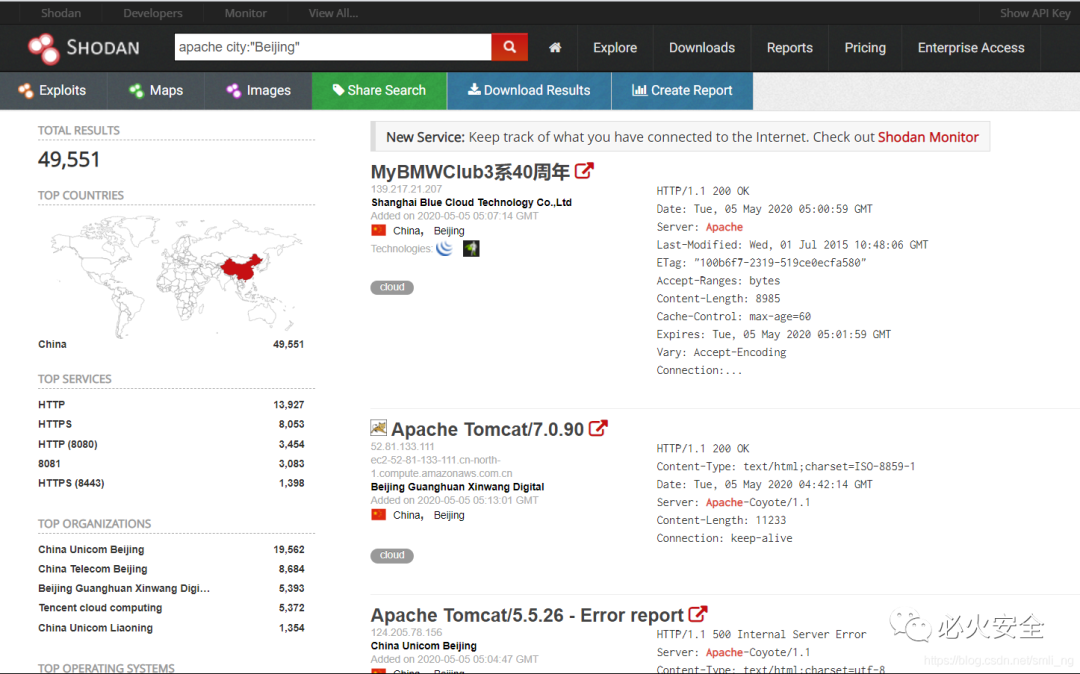 Shodan Developers Monitor View All... Show API Key
SHODAN apache city:"Beijing" Explore Downloads Reports Pricing Enterprise Access
Exploits Maps Images Share Search Download Results Create Report
TOTAL RESULTS
49,551
TOP COUNTRIES
China 49,551
TOP SERVICES
HTTP 13,927
HTTPS 8,053
HTTP (8080) 3,454
8081 3,083
HTTPS (8443) 1,398
TOP ORGANIZATIONS
China Unicom Beijing 19,562
China Telecom Beijing 8,684
Beijing Guanghuan Xinwang Digi... 5,393
Tencent cloud computing 5,372
China Unicom Liaoning 1,354
TOP OPERATING SYSTEMS
New Service: Keep track of what you have connected to the Internet. Check out Shodan Monitor
MyBMWClub3系40周年
139.217.21.207
Shanghai Blue Cloud Technology Co.,Ltd
Added on 2020-05-05 05:07:14 GMT
China, Beijing
Technologies:
cloud
HTTP/1.1 200 OK
Date: Tue, 05 May 2020 05:00:59 GMT
Server: Apache
Last-Modified: Wed, 01 Jul 2015 10:48:06 GMT
ETag: "100b6f7-2319-519ce0ecfa580"
Accept-Ranges: bytes
Content-Length: 8985
Cache-Control: max-age=60
Expires: Tue, 05 May 2020 05:01:59 GMT
Vary: Accept-Encoding
Connection:...
Apache Tomcat/7.0.90
52.81.133.111
ec2-52-81-133-111.cn-north-
1.compute.amazonaws.com.cn
Beijing Guanghuan Xinwang Digital
Added on 2020-05-05 05:13:01 GMT
China, Beijing
cloud
HTTP/1.1 200 OK
Content-Type: text/html;charset=ISO-8859-1
Date: Tue, 05 May 2020 04:42:14 GMT
Server: Apache-Coyote/1.1
Content-Length: 11233
Connection: keep-alive
Apache Tomcat/5.5.26 - Error report
124.205.78.156
China Unicom Beijing
Added on 2020-05-05 05:04:47 GMT
China, Beijing
HTTP/1.1 500 Internal Server Error
Server: Apache-Coyote/1.1
Content-Type: text/html;charset=utf-8
必火安全
https://blog.csdn.net/smli_ng